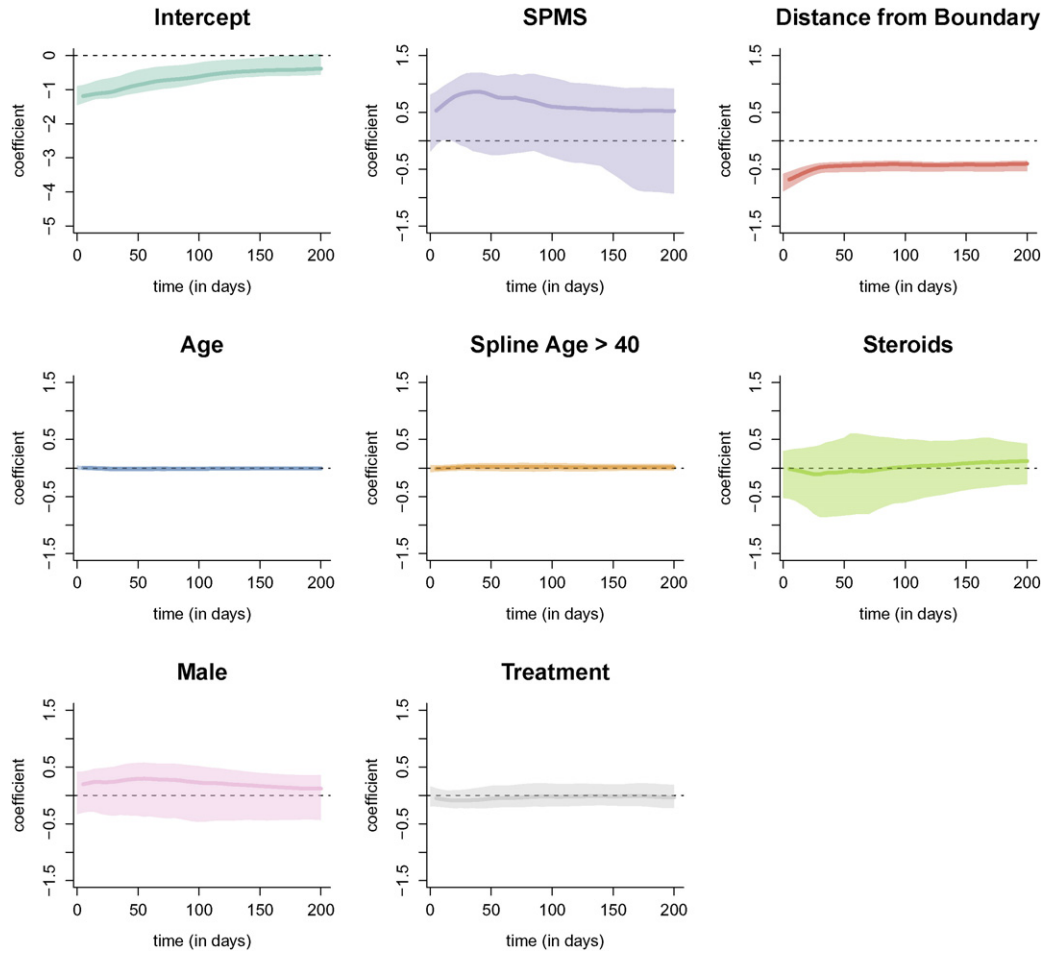 Intercept
coefficient
0
−1
−2
−3
−4
−5
0 50 100 150 200
time (in days)
SPMS
coefficient
1.5
0.5
−0.5
−1.5
0 50 100 150 200
time (in days)
Distance from Boundary
coefficient
1.5
0.5
−0.5
−1.5
0 50 100 150 200
time (in days)
Age
coefficient
1.5
0.5
−0.5
−1.5
0 50 100 150 200
time (in days)
Spline Age > 40
coefficient
1.5
0.5
−0.5
−1.5
0 50 100 150 200
time (in days)
Steroids
coefficient
1.5
0.5
−0.5
−1.5
0 50 100 150 200
time (in days)
Male
coefficient
1.5
0.5
−0.5
−1.5
0 50 100 150 200
time (in days)
Treatment
coefficient
1.5
0.5
−0.5
−1.5
0 50 100 150 200
time (in days)